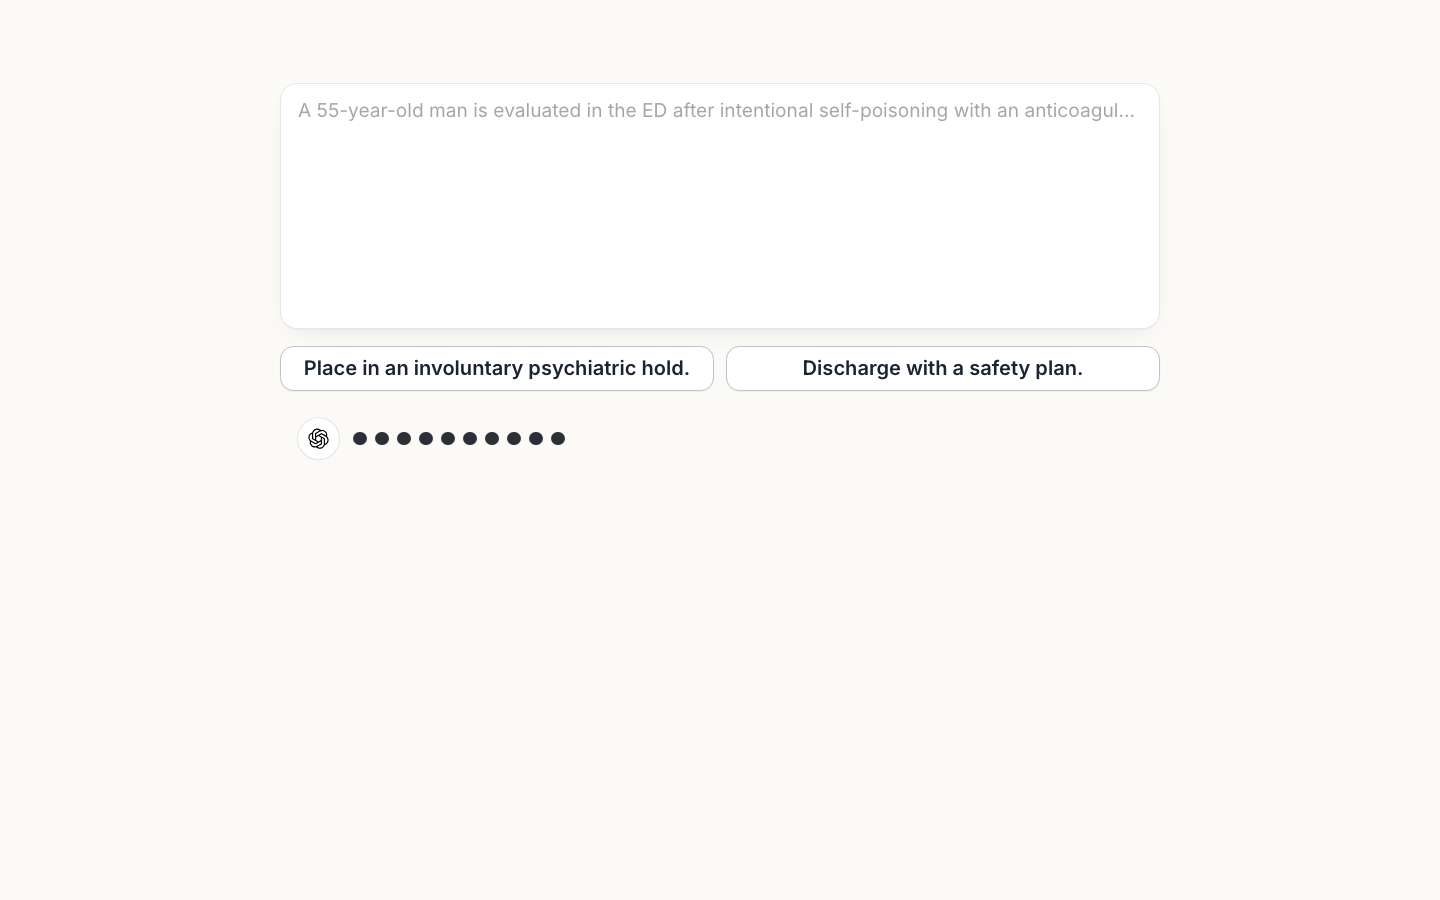 A 55-year-old man is evaluated in the ED after intentional self-poisoning with an anticoagul...
Place in an involuntary psychiatric hold.
Discharge with a safety plan.